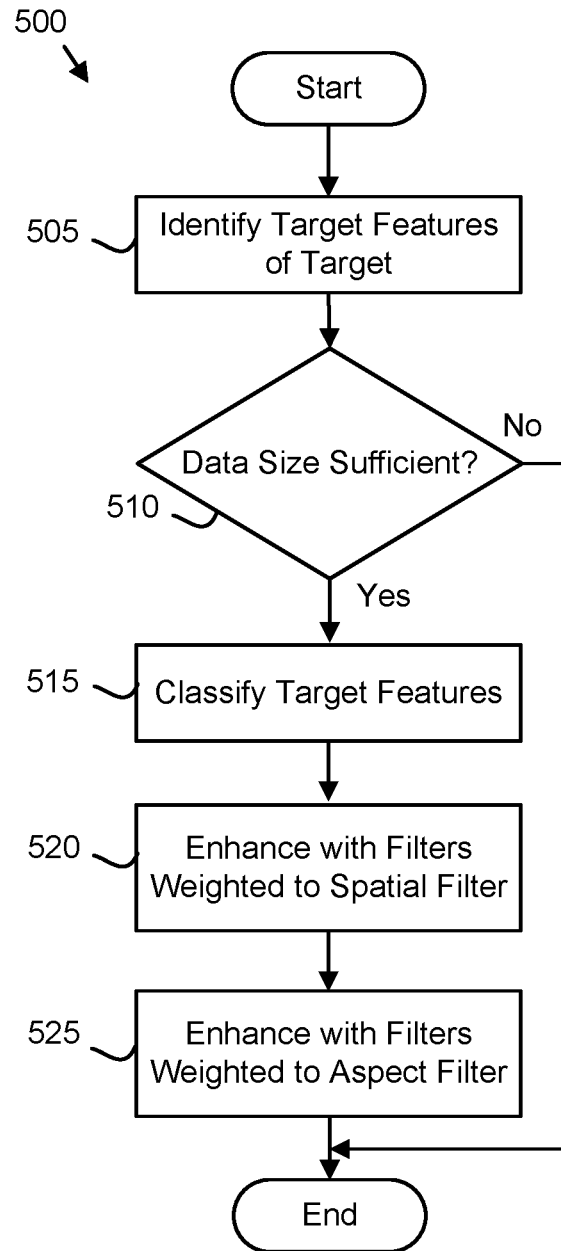 500
Start
505
Identify Target Features
of Target
No
Data Size Sufficient?
510
Yes
515
Classify Target Features
520
Enhance with Filters
Weighted to Spatial Filter
525
Enhance with Filters
Weighted to Aspect Filter
End